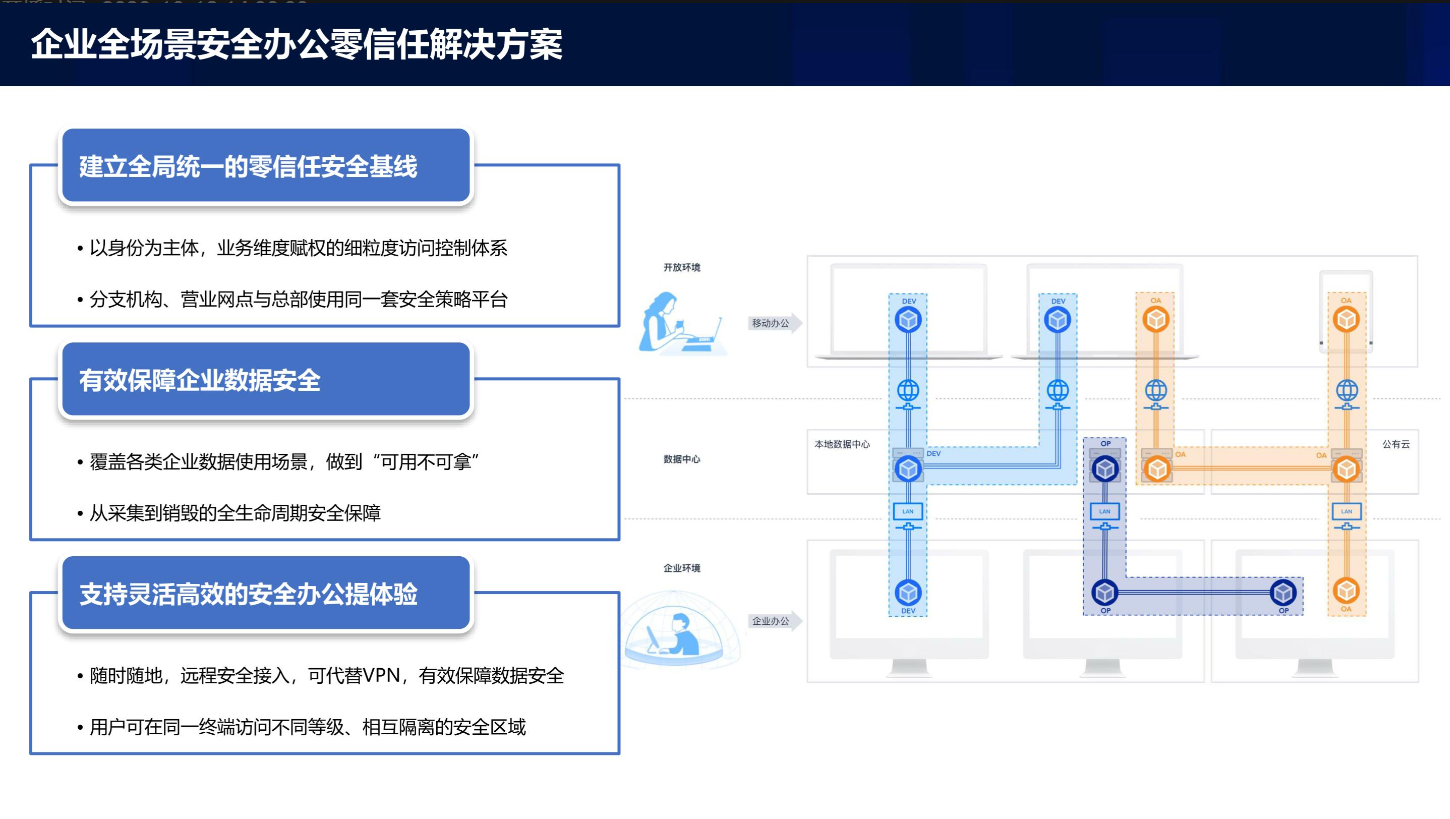 企业全场景安全办公零信任解决方案
建立全局统一的零信任安全基线
• 以身份为主体，业务维度赋权的细粒度访问控制体系
• 分支机构、营业网点与总部使用同一套安全策略平台
有效保障企业数据安全
• 覆盖各类企业数据使用场景，做到“可用不可拿”
• 从采集到销毁的全生命周期安全保障
支持灵活高效的安全办公提体验
• 随时随地，远程安全接入，可代替VPN，有效保障数据安全
• 用户可在同一终端访问不同等级、相互隔离的安全区域
开放环境
移动办公
DEV
DEV
OA
OA
数据中心
本地数据中心
公有云
DEV
OP
OA
OA
LAN
LAN
LAN
企业环境
企业办公
DEV
OP
OP
OA